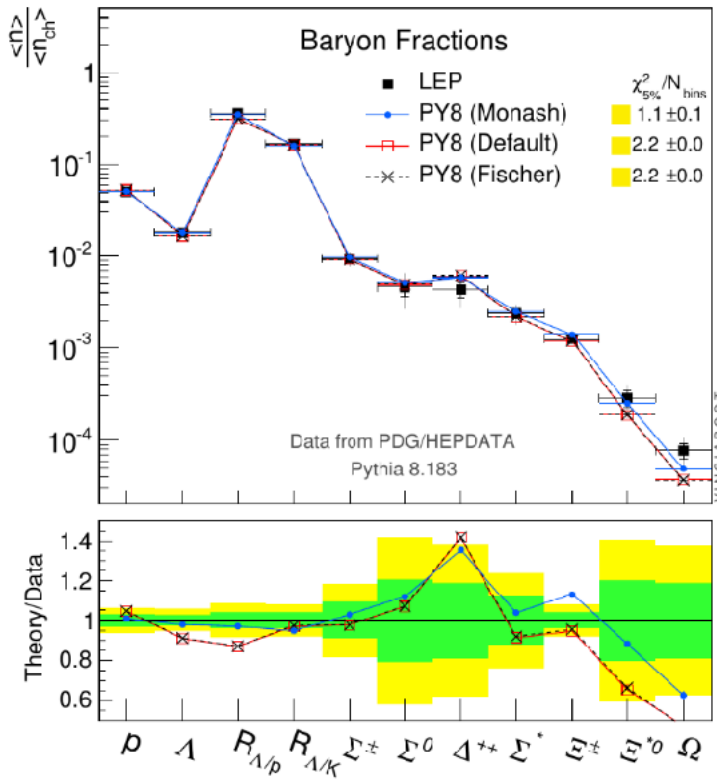 <n>
<n_ch>
Baryon Fractions
LEP
PY8 (Monash)
PY8 (Default)
PY8 (Fischer)
χ²_5%/N_bins
1.1 ±0.1
2.2 ±0.0
2.2 ±0.0
1
10⁻¹
10⁻²
10⁻³
10⁻⁴
Data from PDG/HEPDATA
Pythia 8.183
Theory/Data
1.4
1.2
1
0.8
0.6
p Λ R_Λ/p R_Λ/K Σ± Σ⁰ Δ⁺⁺ Σ* Ξ± Ξ*⁰ Ω